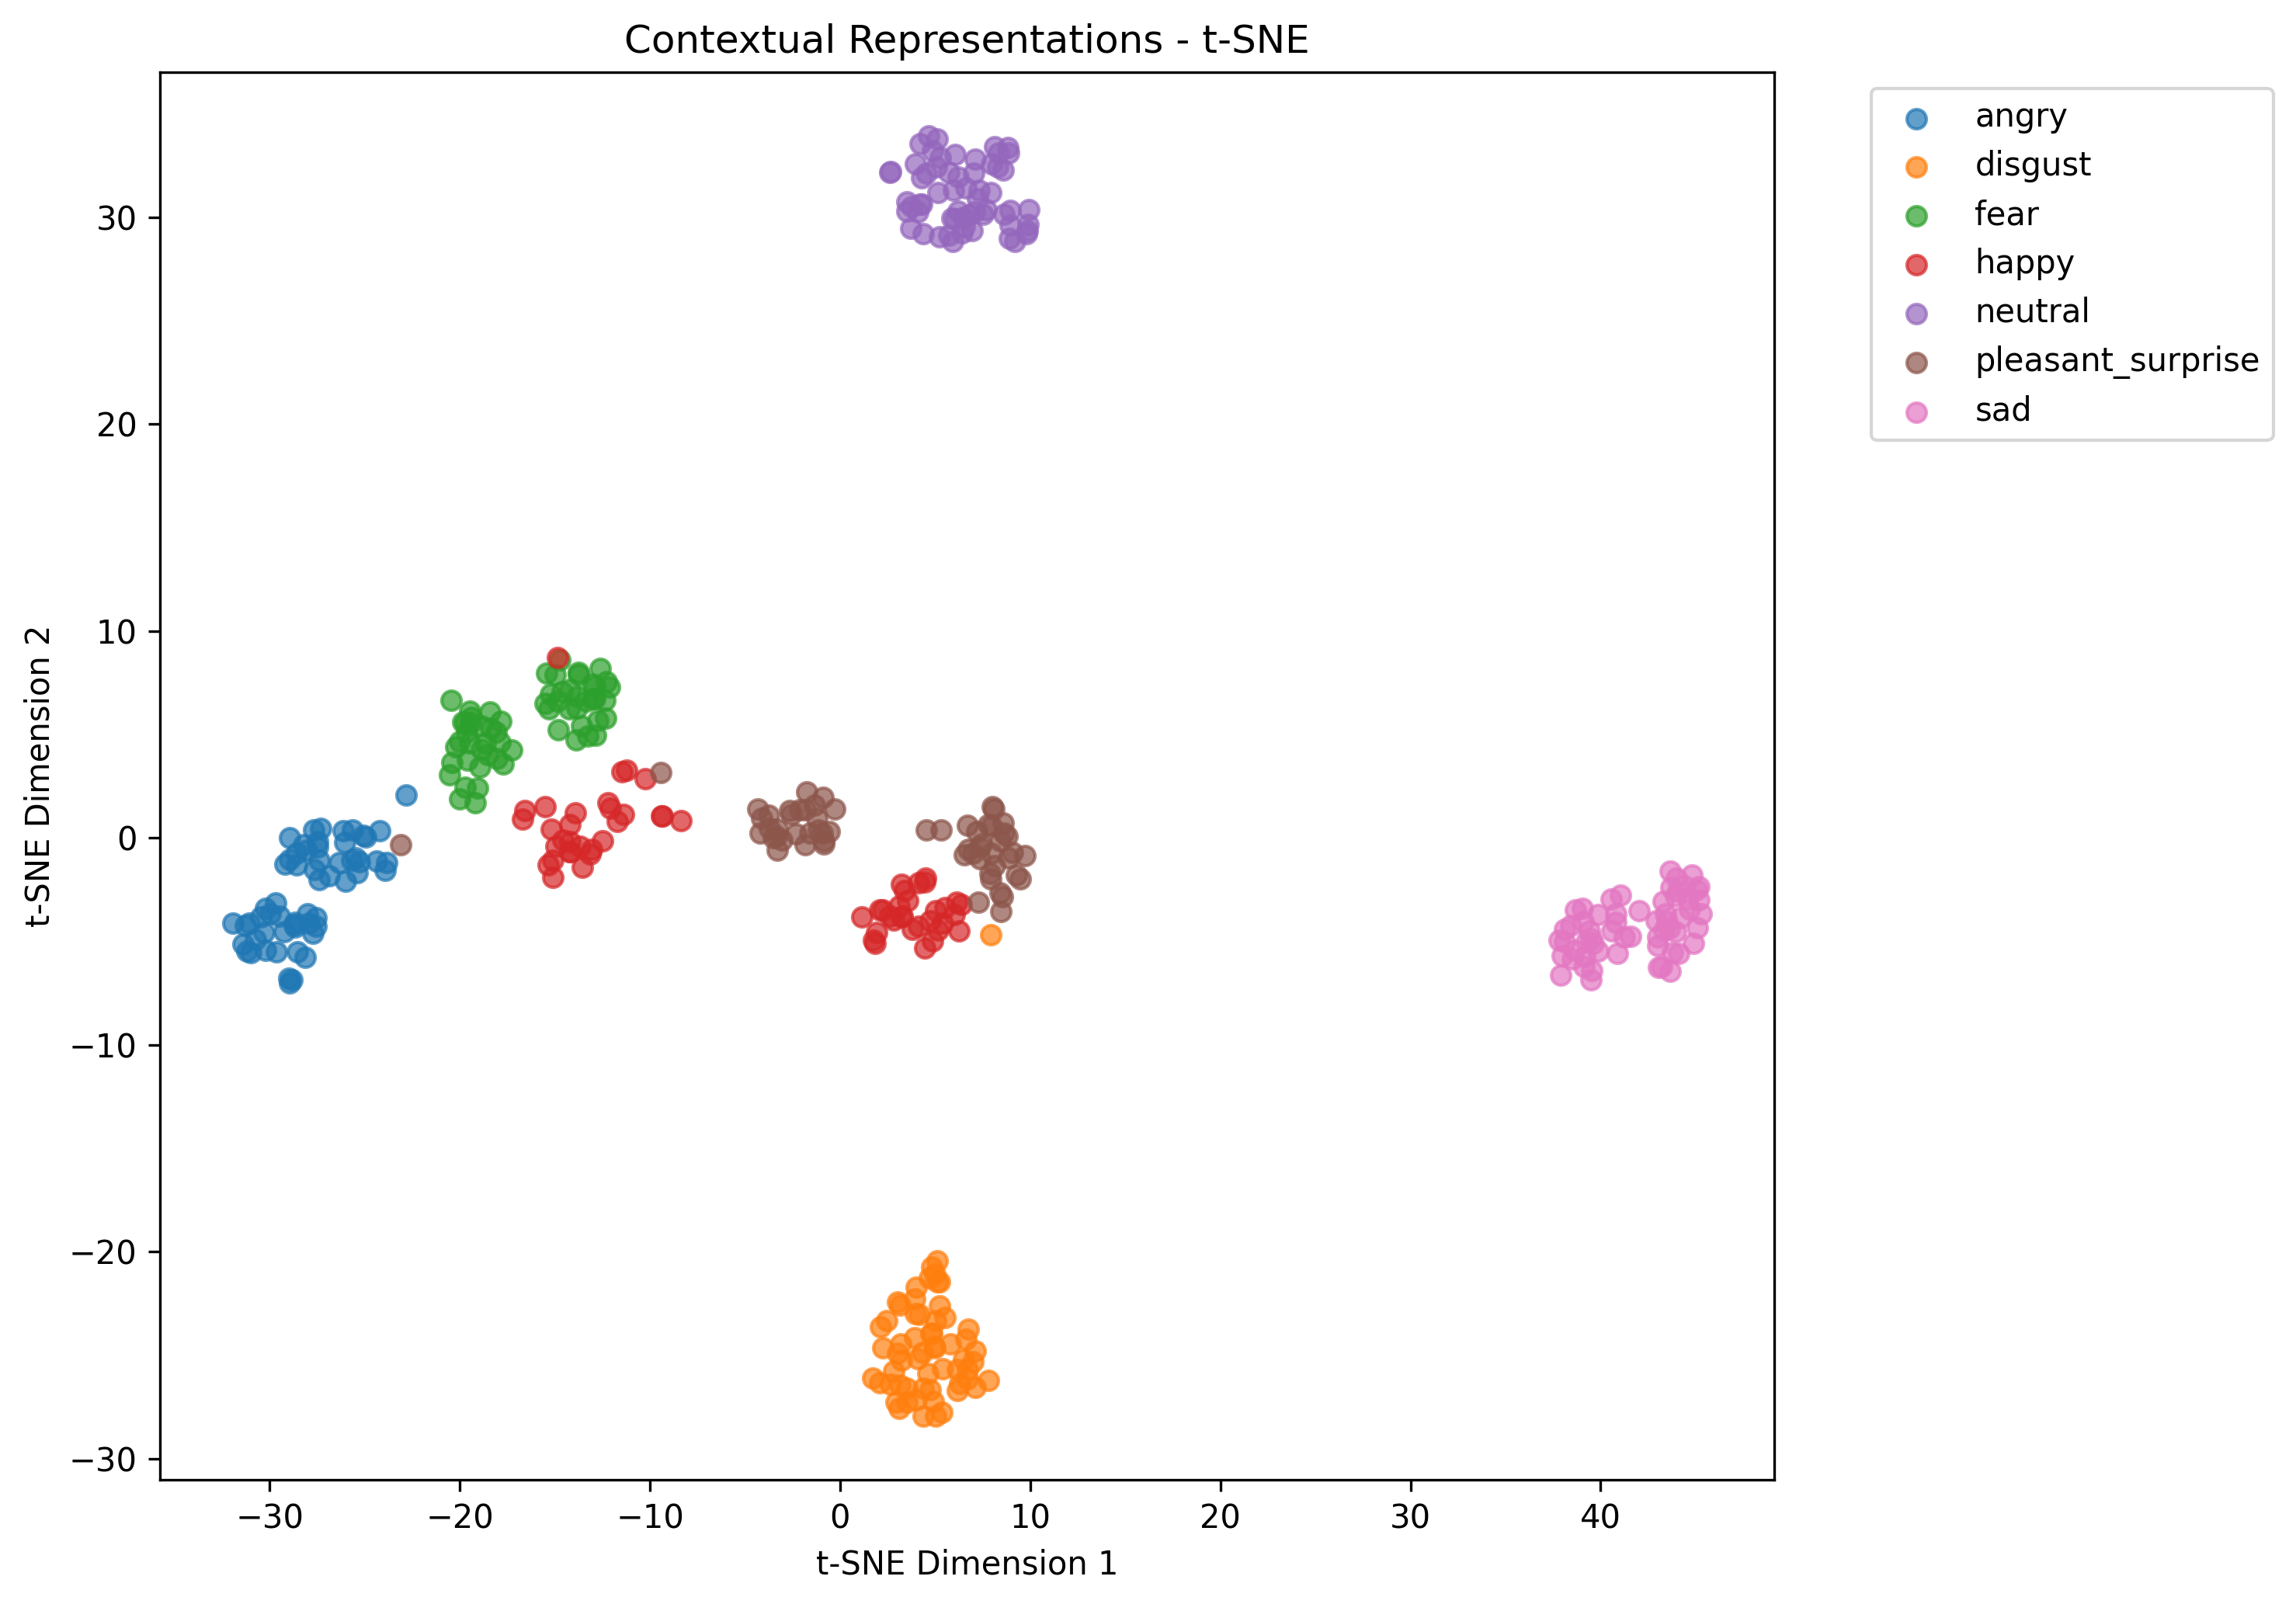 Contextual Representations - t-SNE
angry
disgust
fear
happy
neutral
pleasant_surprise
sad
t-SNE Dimension 2
30
20
10
0
−10
−20
−30
−30 −20 −10 0 10 20 30 40
t-SNE Dimension 1